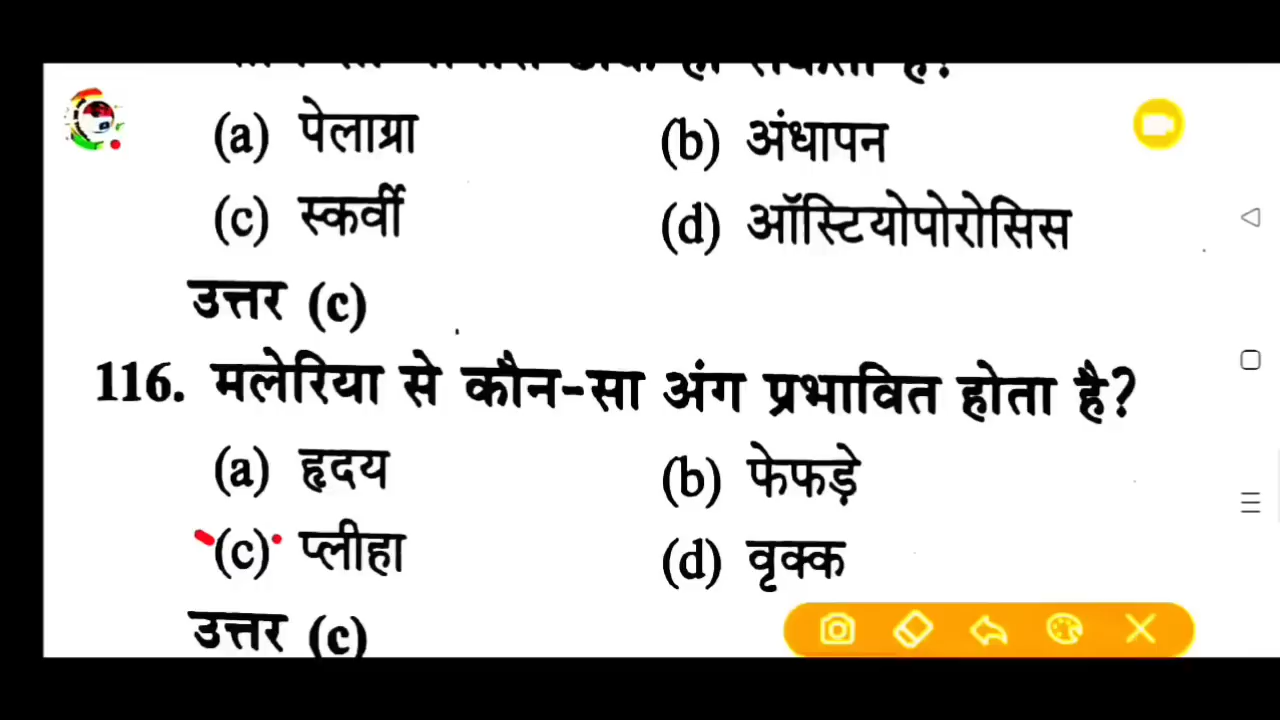 (a) पेलाग्रा (b) अंधापन
(c) स्कर्वी (d) ऑस्टियोपोरोसिस
उत्तर (c)
116. मलेरिया से कौन-सा अंग प्रभावित होता है?
(a) हृदय (b) फेफड़े
(c) प्लीहा (d) वृक्क
उत्तर (c)